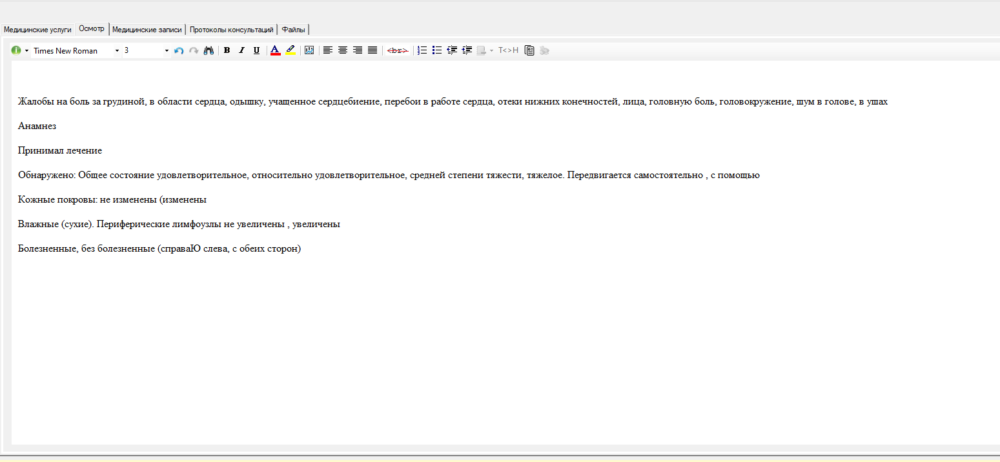 Медицинские услуги Осмотр Медицинские записи Протоколы консультаций Файлы
Times New Roman 3 B I U A <br> T<>H
Жалобы на боль за грудиной, в области сердца, одышку, учащенное сердцебиение, перебои в работе сердца, отеки нижних конечностей, лица, головную боль, головокружение, шум в голове, в ушах
Анамнез
Принимал лечение
Обнаружено: Общее состояние удовлетворительное, относительно удовлетворительное, средней степени тяжести, тяжелое. Передвигается самостоятельно , с помощью
Кожные покровы: не изменены (изменены
Влажные (сухие). Периферические лимфоузлы не увеличены , увеличены
Болезненные, без болезненные (справаЮ слева, с обеих сторон)